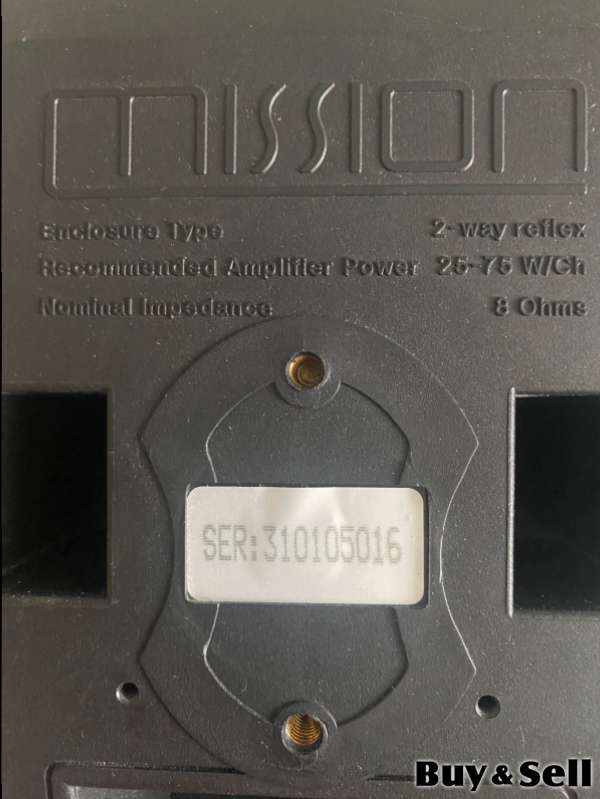 mission
Enclosure Type 2-way reflex
Recommended Amplifier Power 25-75 W/Ch
Nominal Impedance 8 Ohms
SER:310105016
Buy & Sell